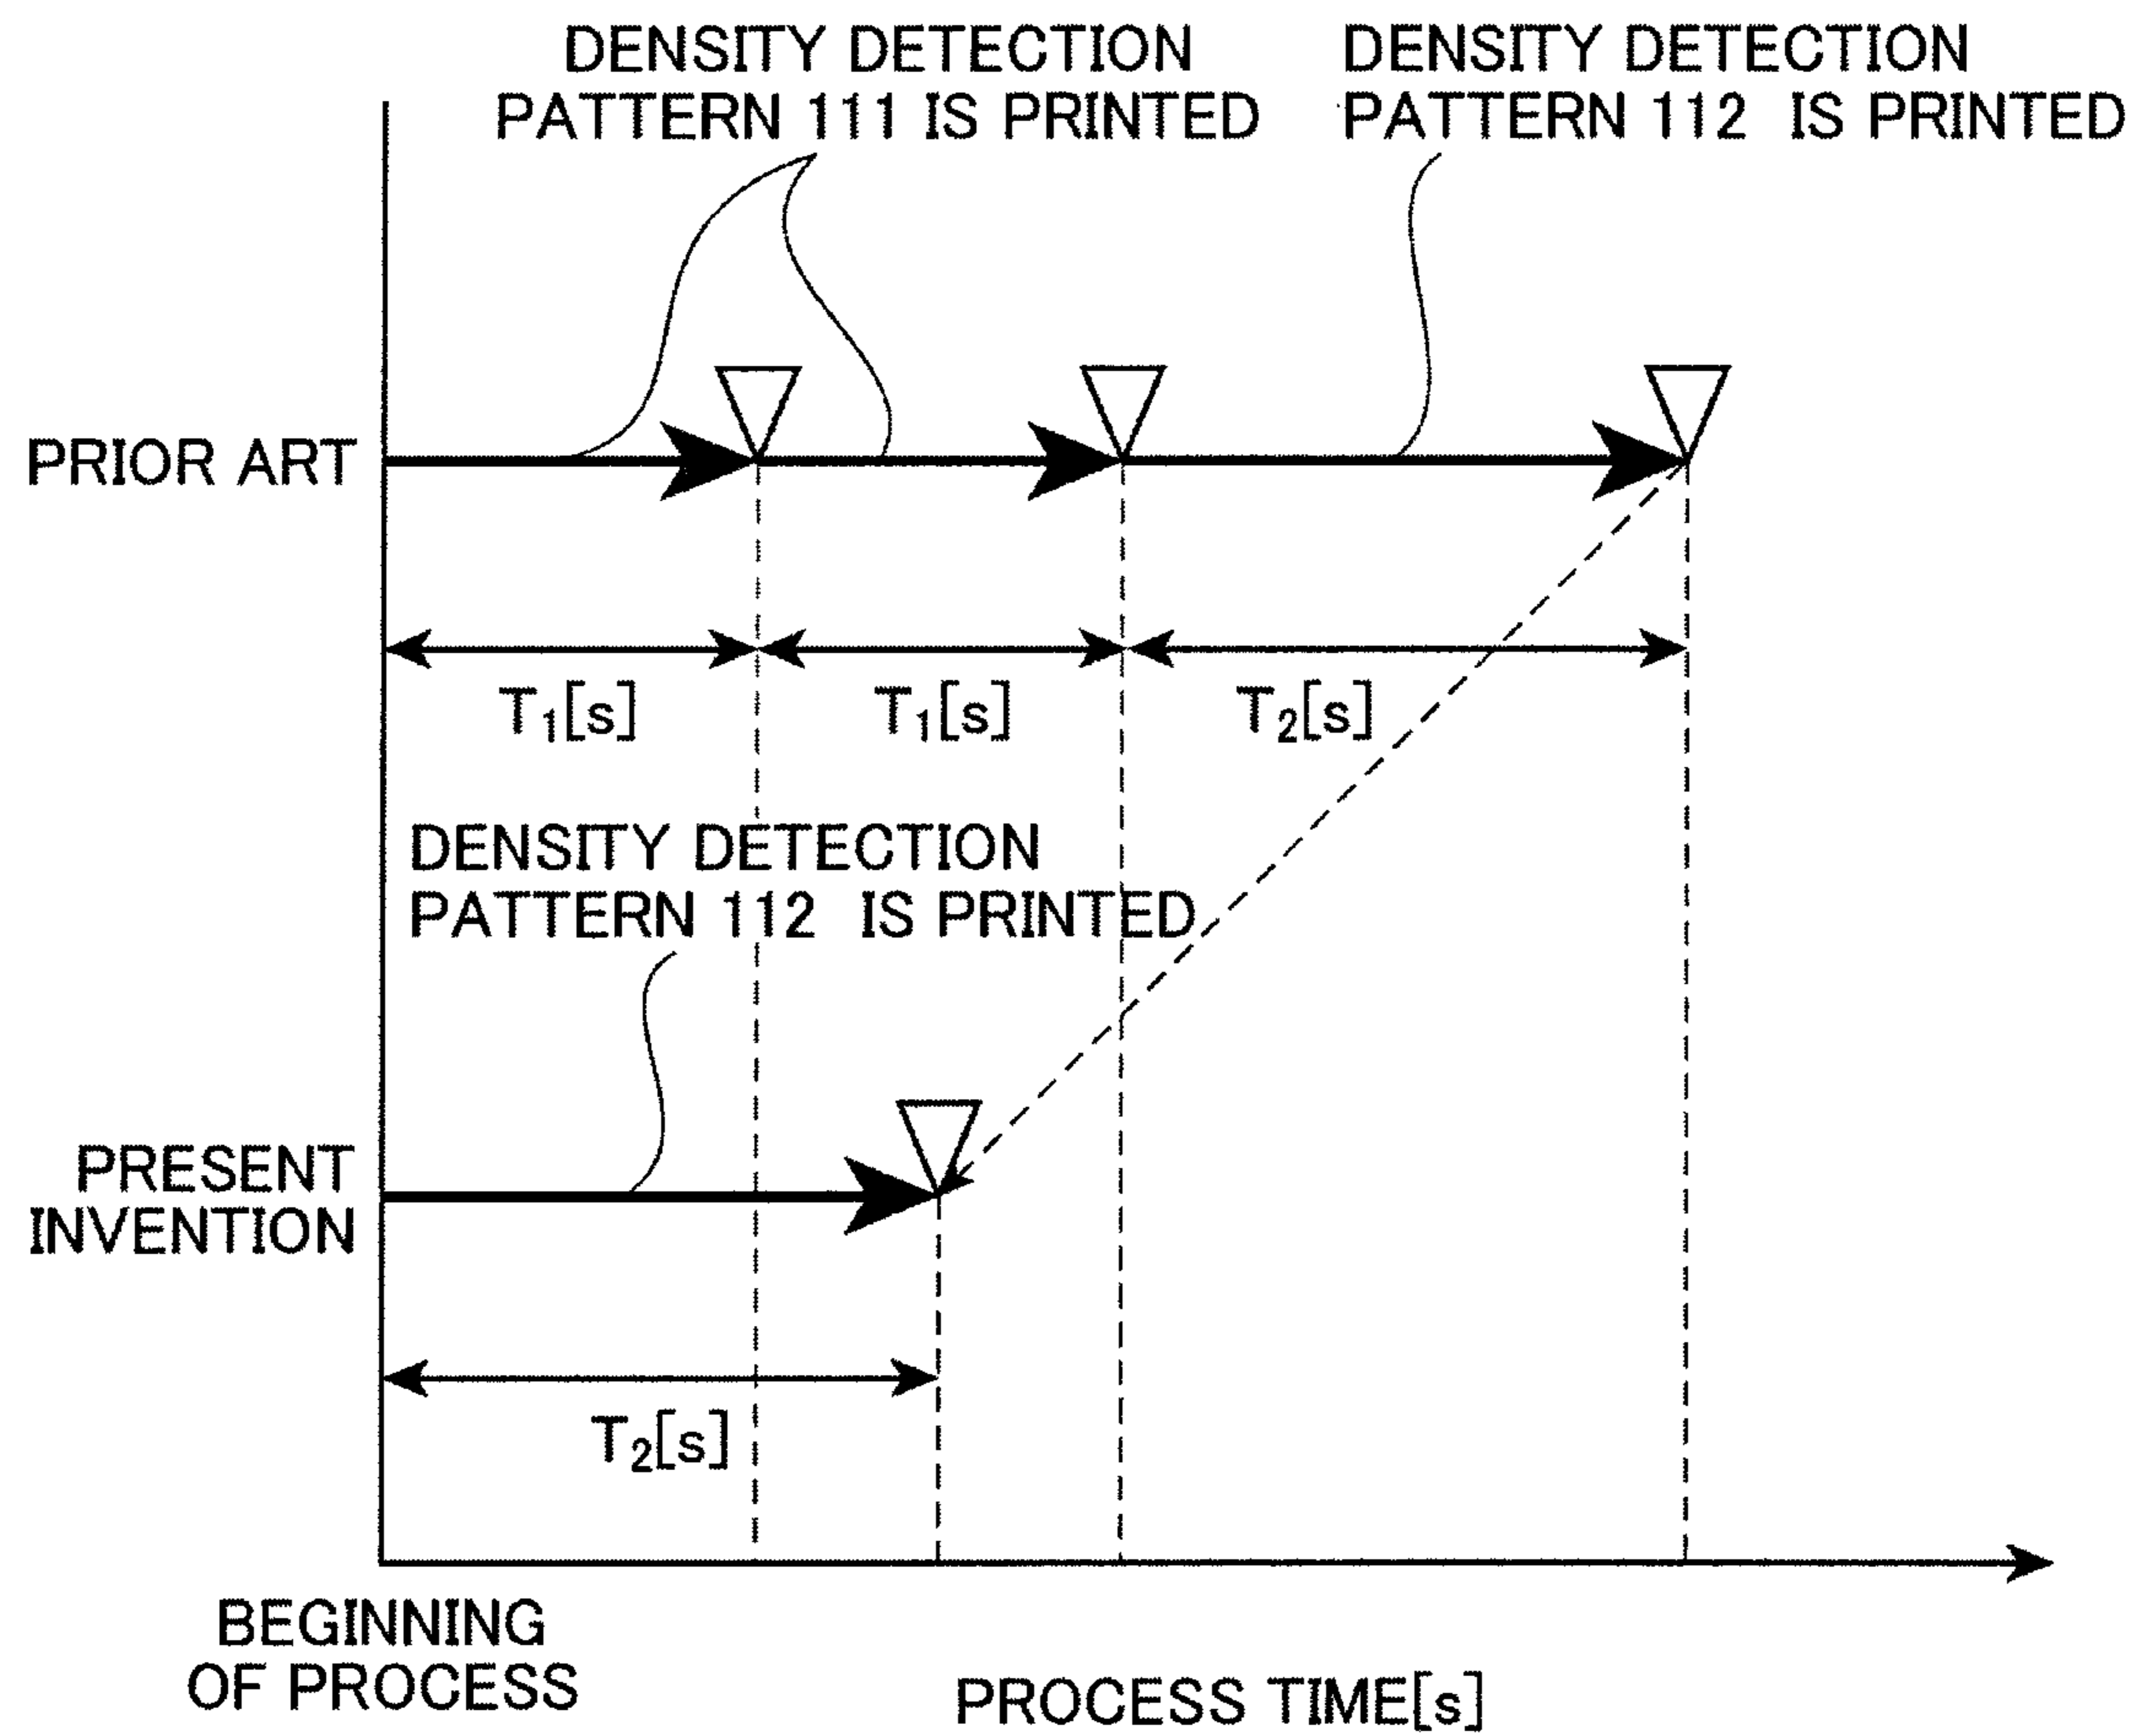 DENSITY DETECTION
PATTERN 111 IS PRINTED
DENSITY DETECTION
PATTERN 112 IS PRINTED
PRIOR ART
T₁[s]
T₁[s]
T₂[s]
DENSITY DETECTION
PATTERN 112 IS PRINTED
PRESENT
INVENTION
T₂[s]
BEGINNING
OF PROCESS
PROCESS TIME[s]